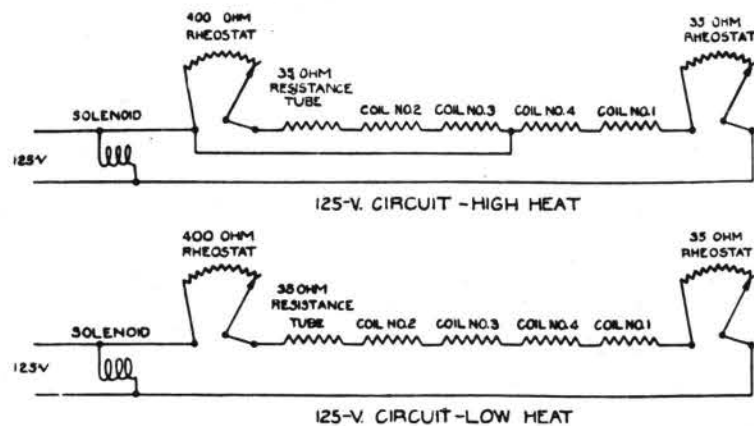 400 OHM
RHEOSTAT
35 OHM
RHEOSTAT
35 OHM
RESISTANCE
TUBE
SOLENOID
COIL NO.2
COIL NO.3
COIL NO.4
COIL NO.1
125V
125-V. CIRCUIT - HIGH HEAT
400 OHM
RHEOSTAT
35 OHM
RHEOSTAT
38 OHM
RESISTANCE
TUBE
SOLENOID
COIL NO.2
COIL NO.3
COIL NO.4
COIL NO.1
125V
125-V. CIRCUIT-LOW HEAT